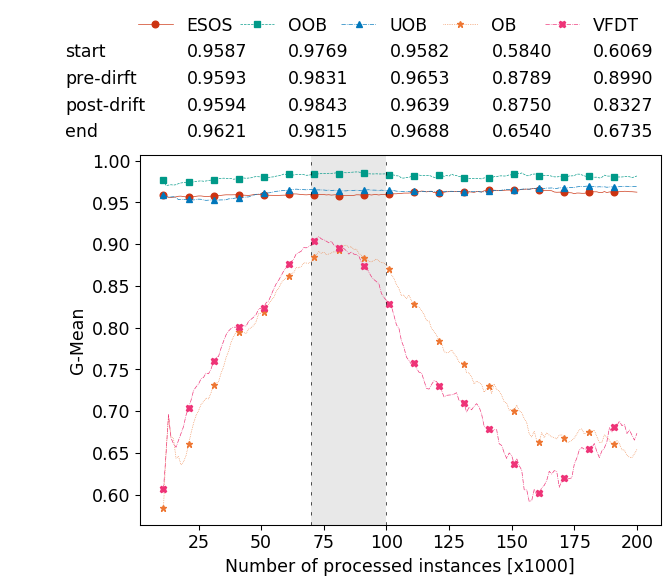 ESOS OOB UOB OB VFDT
start 0.9587 0.9769 0.9582 0.5840 0.6069
pre-dirft 0.9593 0.9831 0.9653 0.8789 0.8990
post-drift 0.9594 0.9843 0.9639 0.8750 0.8327
end 0.9621 0.9815 0.9688 0.6540 0.6735
1.00
0.95
0.90
0.85
0.80
0.75
0.70
0.65
0.60
G-Mean
25 50 75 100 125 150 175 200
Number of processed instances [x1000]